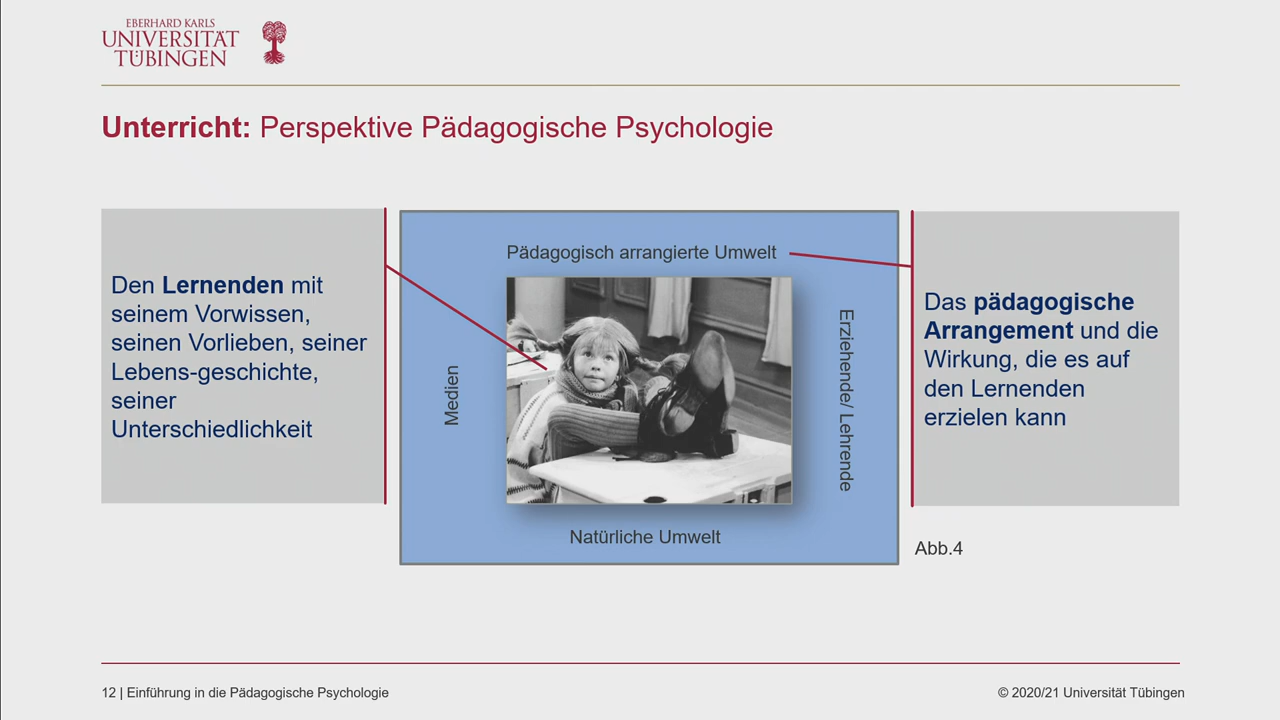 EBERHARD KARLS
UNIVERSITÄT
TÜBINGEN
Unterricht: Perspektive Pädagogische Psychologie
Den Lernenden mit
seinem Vorwissen,
seinen Vorlieben, seiner
Lebens-geschichte,
seiner
Unterschiedlichkeit
Pädagogisch arrangierte Umwelt
Medien
Erziehende/ Lehrende
Natürliche Umwelt
Das pädagogische
Arrangement und die
Wirkung, die es auf
den Lernenden
erzielen kann
Abb.4
12 | Einführung in die Pädagogische Psychologie
© 2020/21 Universität Tübingen